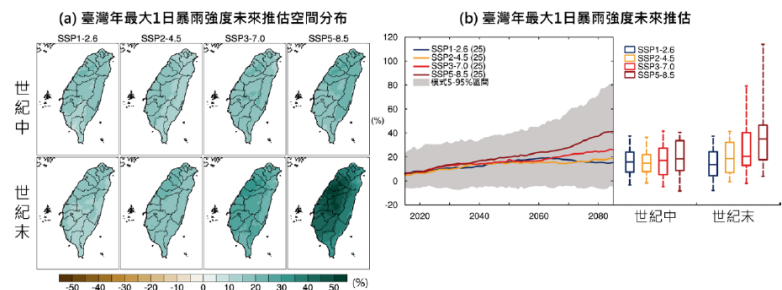 (a) 臺灣年最大1日暴雨強度未來推估空間分布
SSP1-2.6 SSP2-4.5 SSP3-7.0 SSP5-8.5
世紀中
世紀末
-50 -40 -30 -20 -10 0 10 20 30 40 50 (%)
(b) 臺灣年最大1日暴雨強度未來推估
120
100
80
60
40
20
0
-20
(%)
SSP1-2.6 (25)
SSP2-4.5 (25)
SSP3-7.0 (25)
SSP5-8.5 (25)
模式5-95%區間
2020 2040 2060 2080
SSP1-2.6
SSP2-4.5
SSP3-7.0
SSP5-8.5
世紀中 世紀末